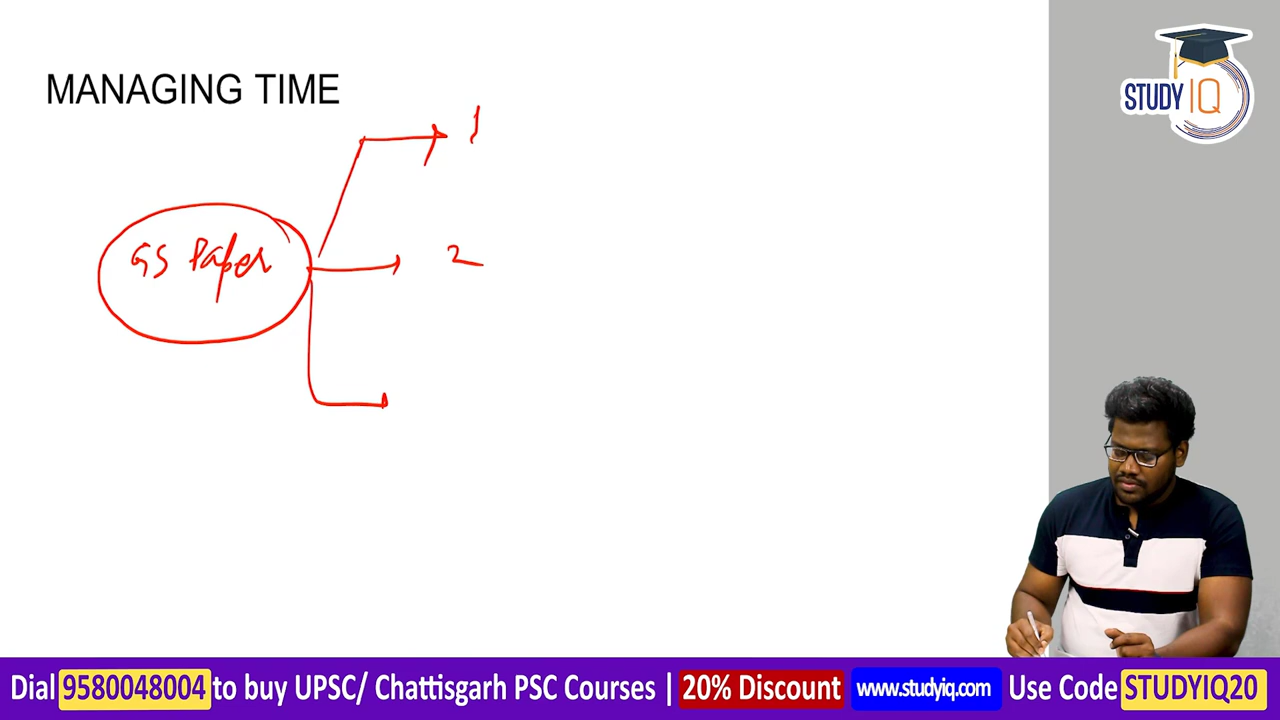 MANAGING TIME
1
GS Paper
2
STUDY IQ
Dial 9580048004 to buy UPSC/ Chattisgarh PSC Courses | 20% Discount www.studyiq.com Use Code STUDYIQ20